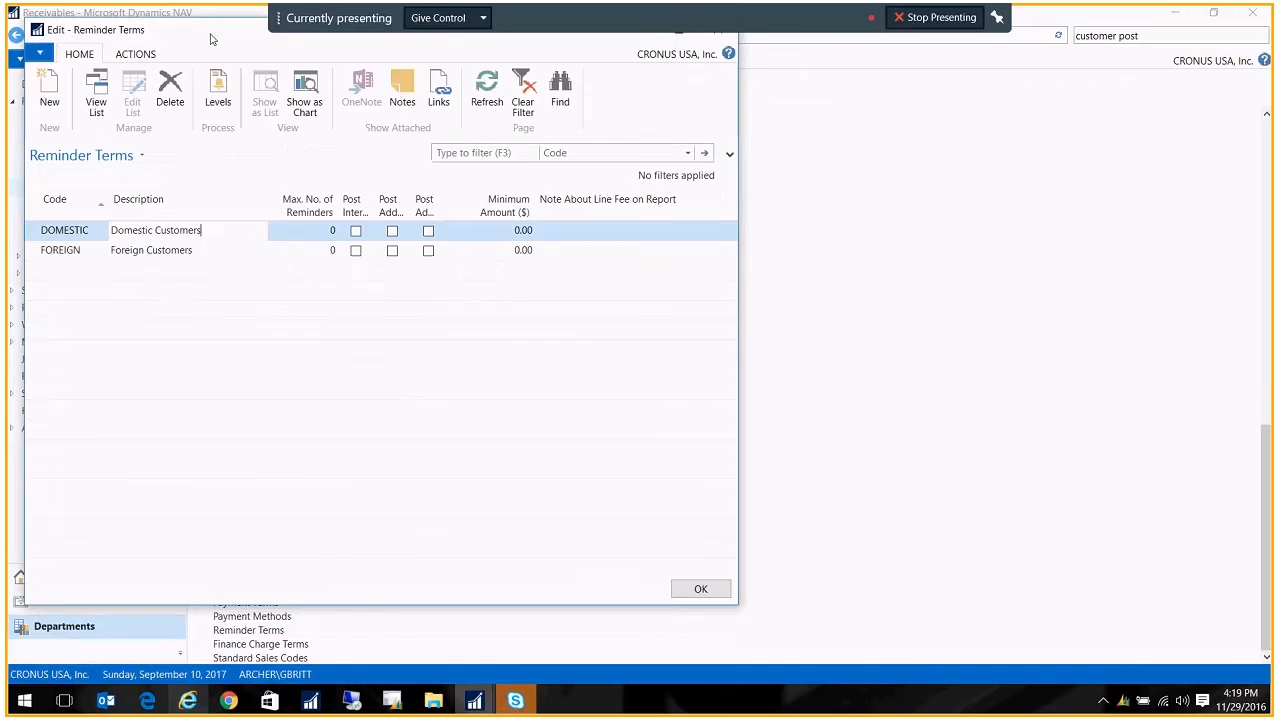 Receivables - Microsoft Dynamics NAV
Currently presenting
Give Control
Stop Presenting
Edit - Reminder Terms
customer post
HOME
ACTIONS
CRONUS USA, Inc.
CRONUS USA, Inc.
New
View List
Edit List
Delete
Levels
Show as List
Show as Chart
OneNote
Notes
Links
Refresh
Clear Filter
Find
New
Manage
Process
View
Show Attached
Page
Reminder Terms
Type to filter (F3)
Code
No filters applied
Code
Description
Max. No. of Reminders
Post Inter...
Post Add...
Post Ad...
Minimum Amount ($)
Note About Line Fee on Report
DOMESTIC Domestic Customers 0 0.00
FOREIGN Foreign Customers 0 0.00
OK
Payment Terms
Payment Methods
Departments
Reminder Terms
Finance Charge Terms
Standard Sales Codes
CRONUS USA, Inc. Sunday, September 10, 2017 ARCHER\GBRITT
4:19 PM
11/29/2016